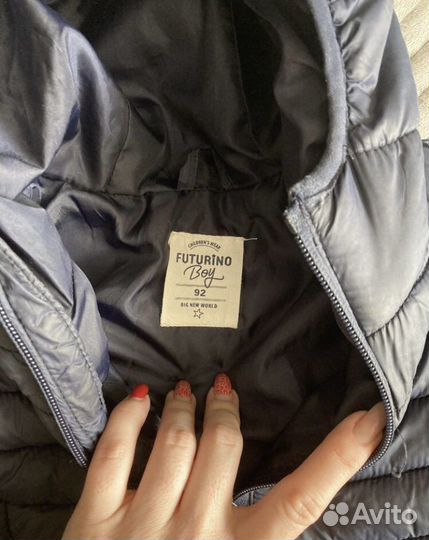 CHILDREN'S WEAR
FUTURINO
Boy
92
BIG NEW WORLD
Avito